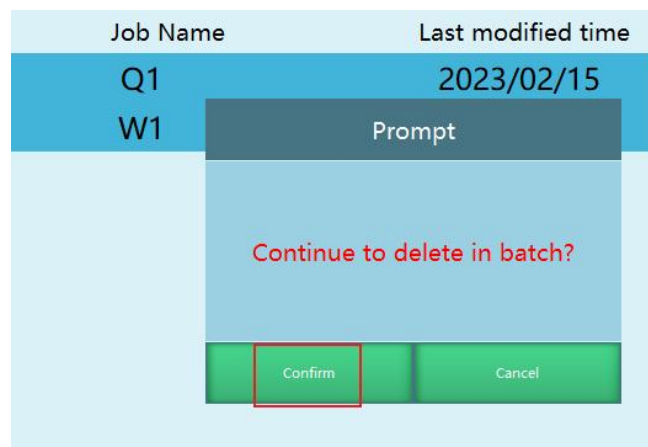 Job Name Last modified time
Q1 2023/02/15
W1
Prompt
Continue to delete in batch?
Confirm Cancel